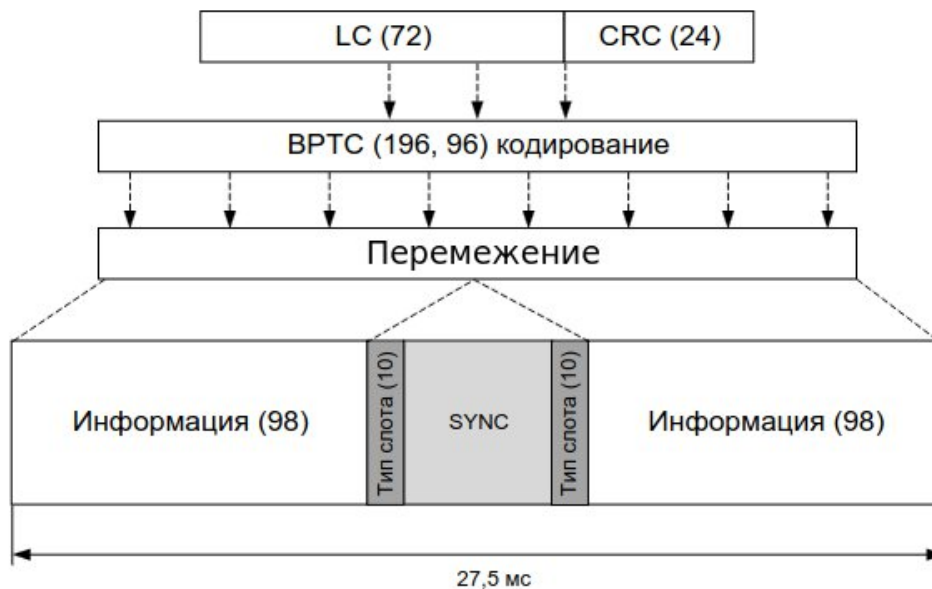 LC (72)
CRC (24)
BPTC (196, 96) кодирование
Перемежение
Информация (98)
Тип слота (10)
SYNC
Тип слота (10)
Информация (98)
27,5 мс